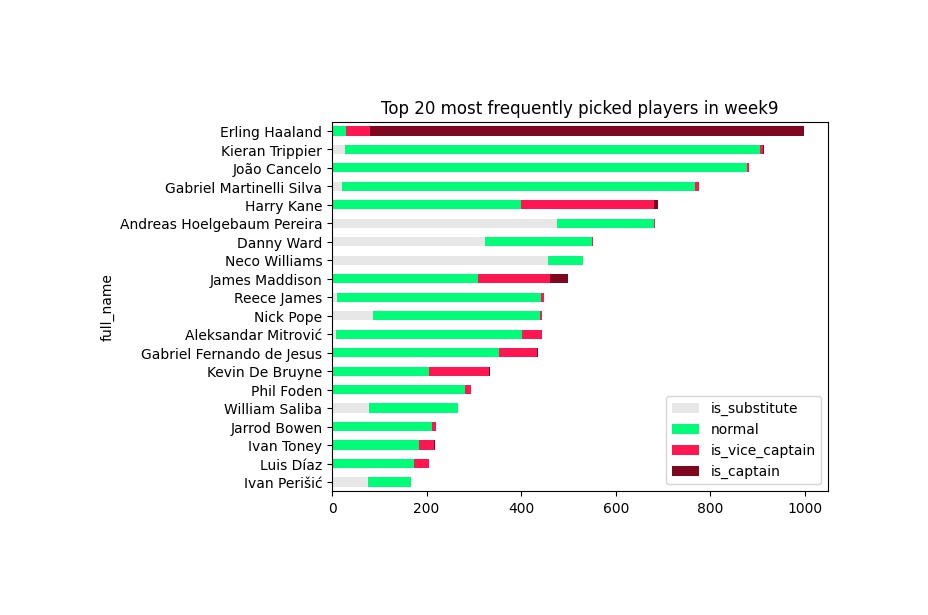 Top 20 most frequently picked players in week9
full_name
Erling Haaland
Kieran Trippier
João Cancelo
Gabriel Martinelli Silva
Harry Kane
Andreas Hoelgebaum Pereira
Danny Ward
Neco Williams
James Maddison
Reece James
Nick Pope
Aleksandar Mitrović
Gabriel Fernando de Jesus
Kevin De Bruyne
Phil Foden
William Saliba
Jarrod Bowen
Ivan Toney
Luis Díaz
Ivan Perišić
is_substitute
normal
is_vice_captain
is_captain
0 200 400 600 800 1000